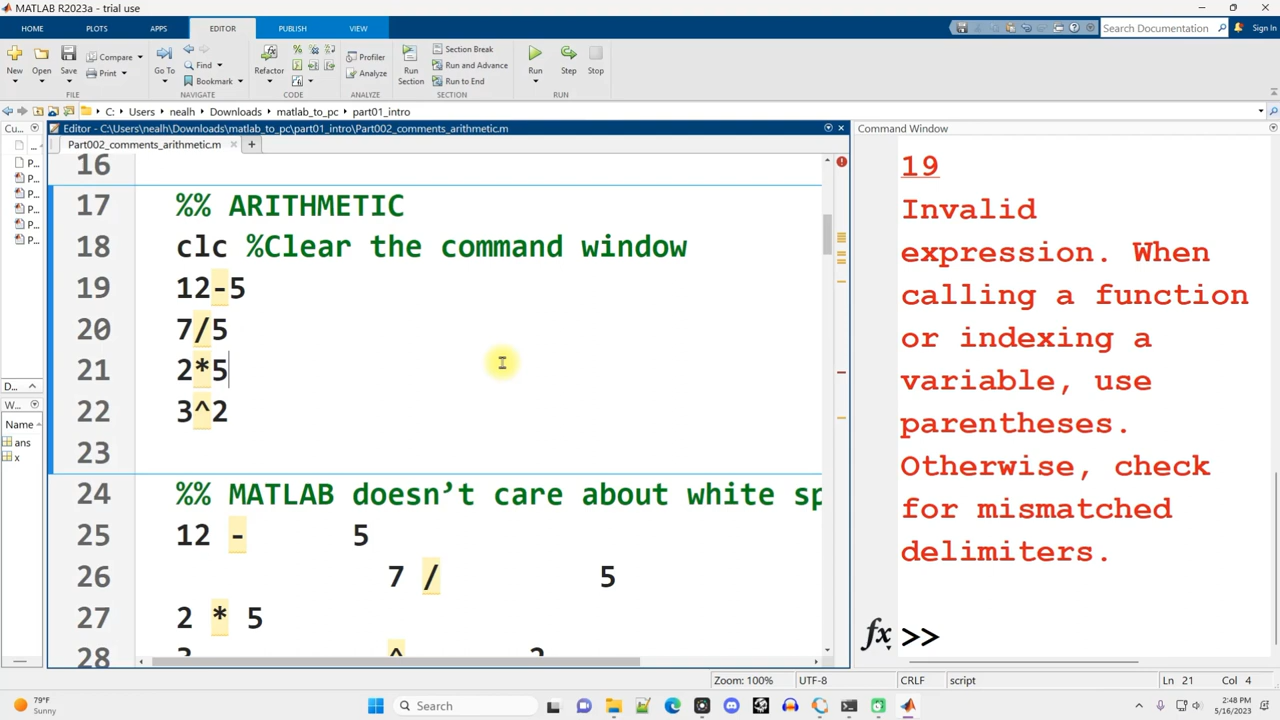 MATLAB R2023a - trial use
HOME PLOTS APPS EDITOR PUBLISH VIEW Search Documentation Sign In
New Open Save Compare Print Go To Find Bookmark Refactor Profiler Analyze Run Section Section Break Run and Advance Run to End Run Step Stop
FILE NAVIGATE CODE ANALYZE SECTION RUN
C: Users nealh Downloads matlab_to_pc part01_intro
Cu...
Editor - C:\Users\nealh\Downloads\matlab_to_pc\part01_intro\Part002_comments_arithmetic.m
Part002_comments_arithmetic.m
...
P...
P...
P...
P...
P...
P...
D...
W...
Name
ans
x
16
17 %% ARITHMETIC
18 clc %Clear the command window
19 12-5
20 7/5
21 2*5
22 3^2
23
24 %% MATLAB doesn’t care about white sp
25 12 - 5
26 7 / 5
27 2 * 5
28 3 ^ 2
Command Window
19
Invalid
expression. When
calling a function
or indexing a
variable, use
parentheses.
Otherwise, check
for mismatched
delimiters.
fx >>
Zoom: 100% UTF-8 CRLF script Ln 21 Col 4
79°F
Sunny
Search
2:48 PM
5/16/2023